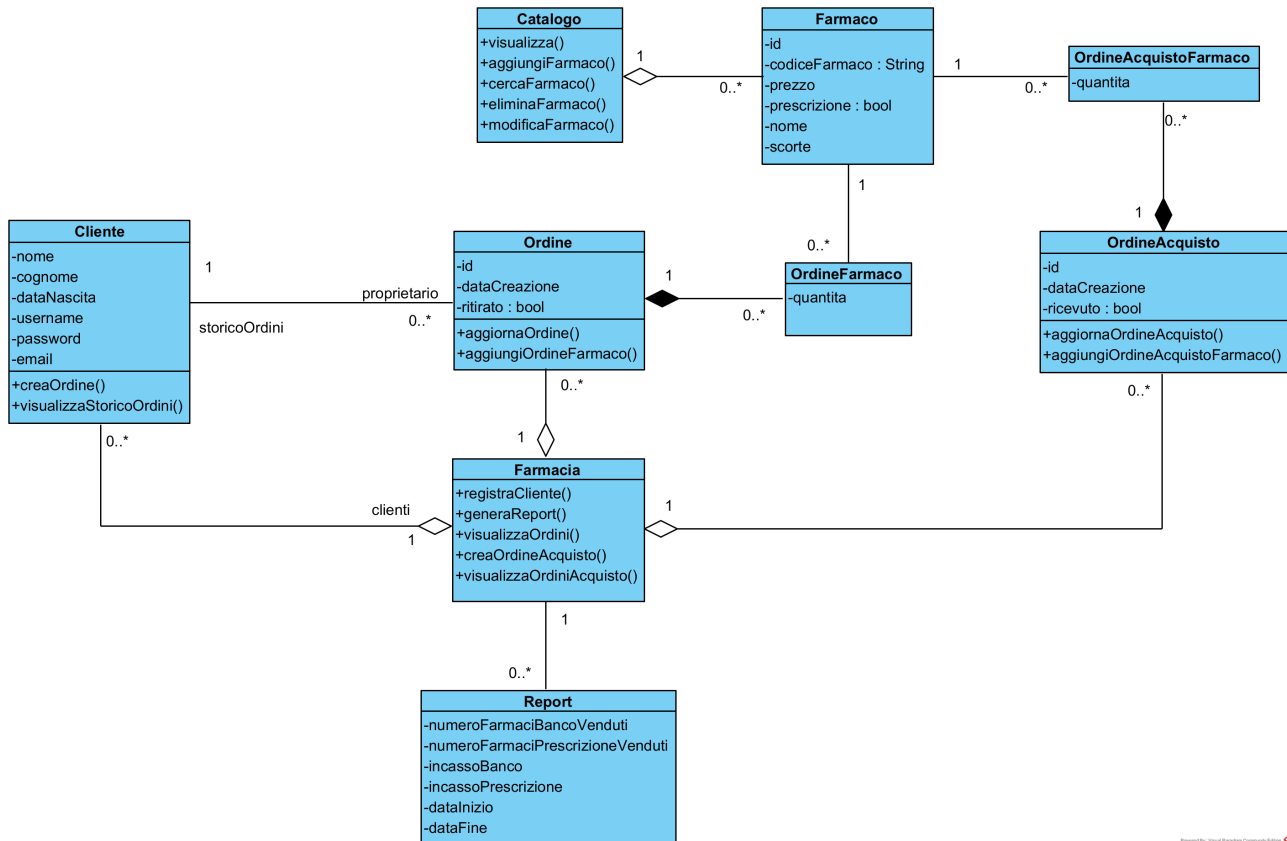 Catalogo
+visualizza()
+aggiungiFarmaco()
+cercaFarmaco()
+eliminaFarmaco()
+modificaFarmaco()
1
0..*
Farmaco
-id
-codiceFarmaco : String
-prezzo
-prescrizione : bool
-nome
-scorte
1
0..*
OrdineAcquistoFarmaco
-quantita
0..*
1
1
0..*
Cliente
-nome
-cognome
-dataNascita
-username
-password
-email
+creaOrdine()
+visualizzaStoricoOrdini()
1
storicoOrdini
proprietario
0..*
Ordine
-id
-dataCreazione
-ritirato : bool
+aggiornaOrdine()
+aggiungiOrdineFarmaco()
1
0..*
OrdineFarmaco
-quantita
OrdineAcquisto
-id
-dataCreazione
-ricevuto : bool
+aggiornaOrdineAcquisto()
+aggiungiOrdineAcquistoFarmaco()
0..*
0..*
1
0..*
clienti
1
Farmacia
+registraCliente()
+generaReport()
+visualizzaOrdini()
+creaOrdineAcquisto()
+visualizzaOrdiniAcquisto()
1
1
0..*
Report
-numeroFarmaciBancoVenduti
-numeroFarmaciPrescrizioneVenduti
-incassoBanco
-incassoPrescrizione
-dataInizio
-dataFine